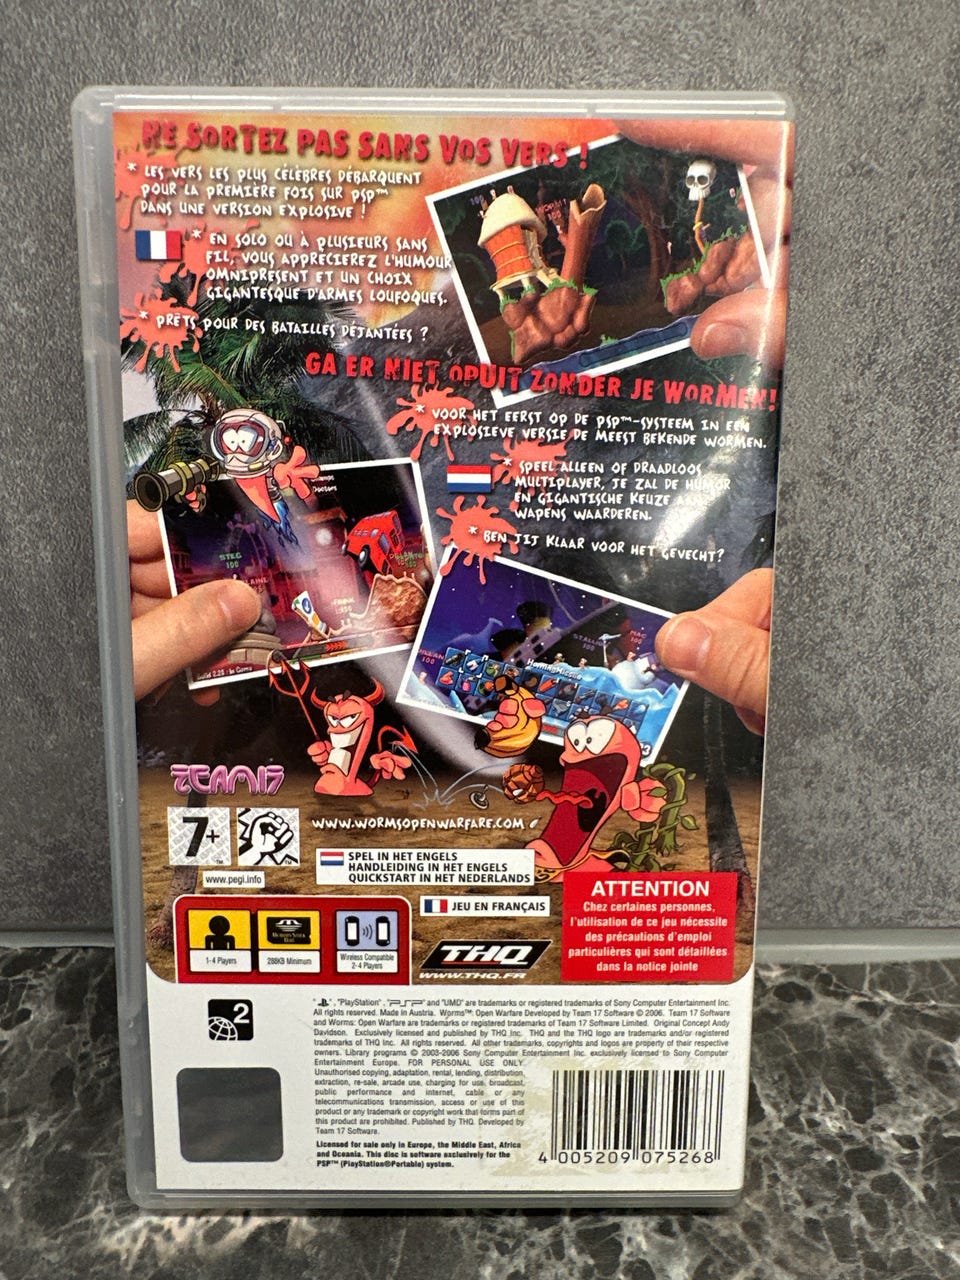 NE SORTEZ PAS SANS VOS VERS !
* LES VERS LES PLUS CÉLÈBRES DÉBARQUENT
POUR LA PREMIÈRE FOIS SUR PSP™
DANS UNE VERSION EXPLOSIVE !
* EN SOLO OU À PLUSIEURS SANS
FIL, VOUS APPRÉCIEREZ L'HUMOUR
OMNIPRÉSENT ET UN CHOIX
GIGANTESQUE D'ARMES LOUFOQUES.
* PRÊTS POUR DES BATAILLES DÉJANTÉES ?
GA ER NIET OPUIT ZONDER JE WORMEN!
* VOOR HET EERST OP DE PSP™-SYSTEEM IN EEN
EXPLOSIEVE VERSIE DE MEEST BEKENDE WORMEN.
* SPEEL ALLEEN OF DRAADLOOS
MULTIPLAYER, JE ZAL DE HUMOR
EN GIGANTISCHE KEUZE AAN
WAPENS WAARDEREN.
* BEN JIJ KLAAR VOOR HET GEVECHT?
STEG
100
STALLI
MAC
100
100
Homing Missile
TEAM17
7+
www.pegi.info
WWW.WORMSOPENWARFARE.COM
SPEL IN HET ENGELS
HANDLEIDING IN HET ENGELS
QUICKSTART IN HET NEDERLANDS
JEU EN FRANÇAIS
ATTENTION
Chez certaines personnes,
l'utilisation de ce jeu nécessite
des précautions d'emploi
particulières qui sont détaillées
dans la notice jointe
1-4 Players
288KB Minimum
Wireless Compatible
2-4 Players
THQ
WWW.THQ.FR
2
"PlayStation", "PSP" and "UMD" are trademarks or registered trademarks of Sony Computer Entertainment Inc.
All rights reserved. Made in Austria. Worms™: Open Warfare Developed by Team 17 Software © 2006. Team 17 Software
and Worms: Open Warfare are trademarks or registered trademarks of Team 17 Software Limited. Original Concept Andy
Davidson. Exclusively licensed and published by THQ Inc. THQ and the THQ logo are trademarks and/or registered
trademarks of THQ Inc. All rights reserved. All other trademarks, copyrights and logos are property of their respective
owners. Library programs © 2003-2006 Sony Computer Entertainment Inc. exclusively licensed to Sony Computer
Entertainment Europe. FOR PERSONAL USE ONLY.
Unauthorised copying, adaptation, rental, lending, distribution,
extraction, re-sale, arcade use, charging for use, broadcast,
public performance and internet, cable or any
telecommunications transmission, access or use of this
product or any trademark or copyright work that forms part of
this product are prohibited. Published by THQ. Developed by
Team 17 Software.
Licensed for sale only in Europe, the Middle East, Africa
and Oceania. This disc is software exclusively for the
PSP™ (PlayStation®Portable) system.
4 005209 075268